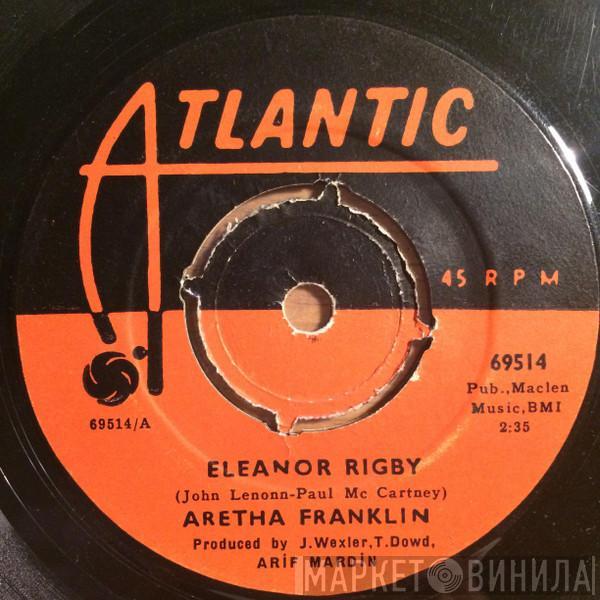 ATLANTIC
45 RPM
69514
Pub.,Maclen
Music,BMI
2:35
69514/A
ELEANOR RIGBY
(John Lenonn-Paul Mc Cartney)
ARETHA FRANKLIN
Produced by J.Wexler,T.Dowd,
ARİF MARDİN
МАРКЕТ ВИНИЛА